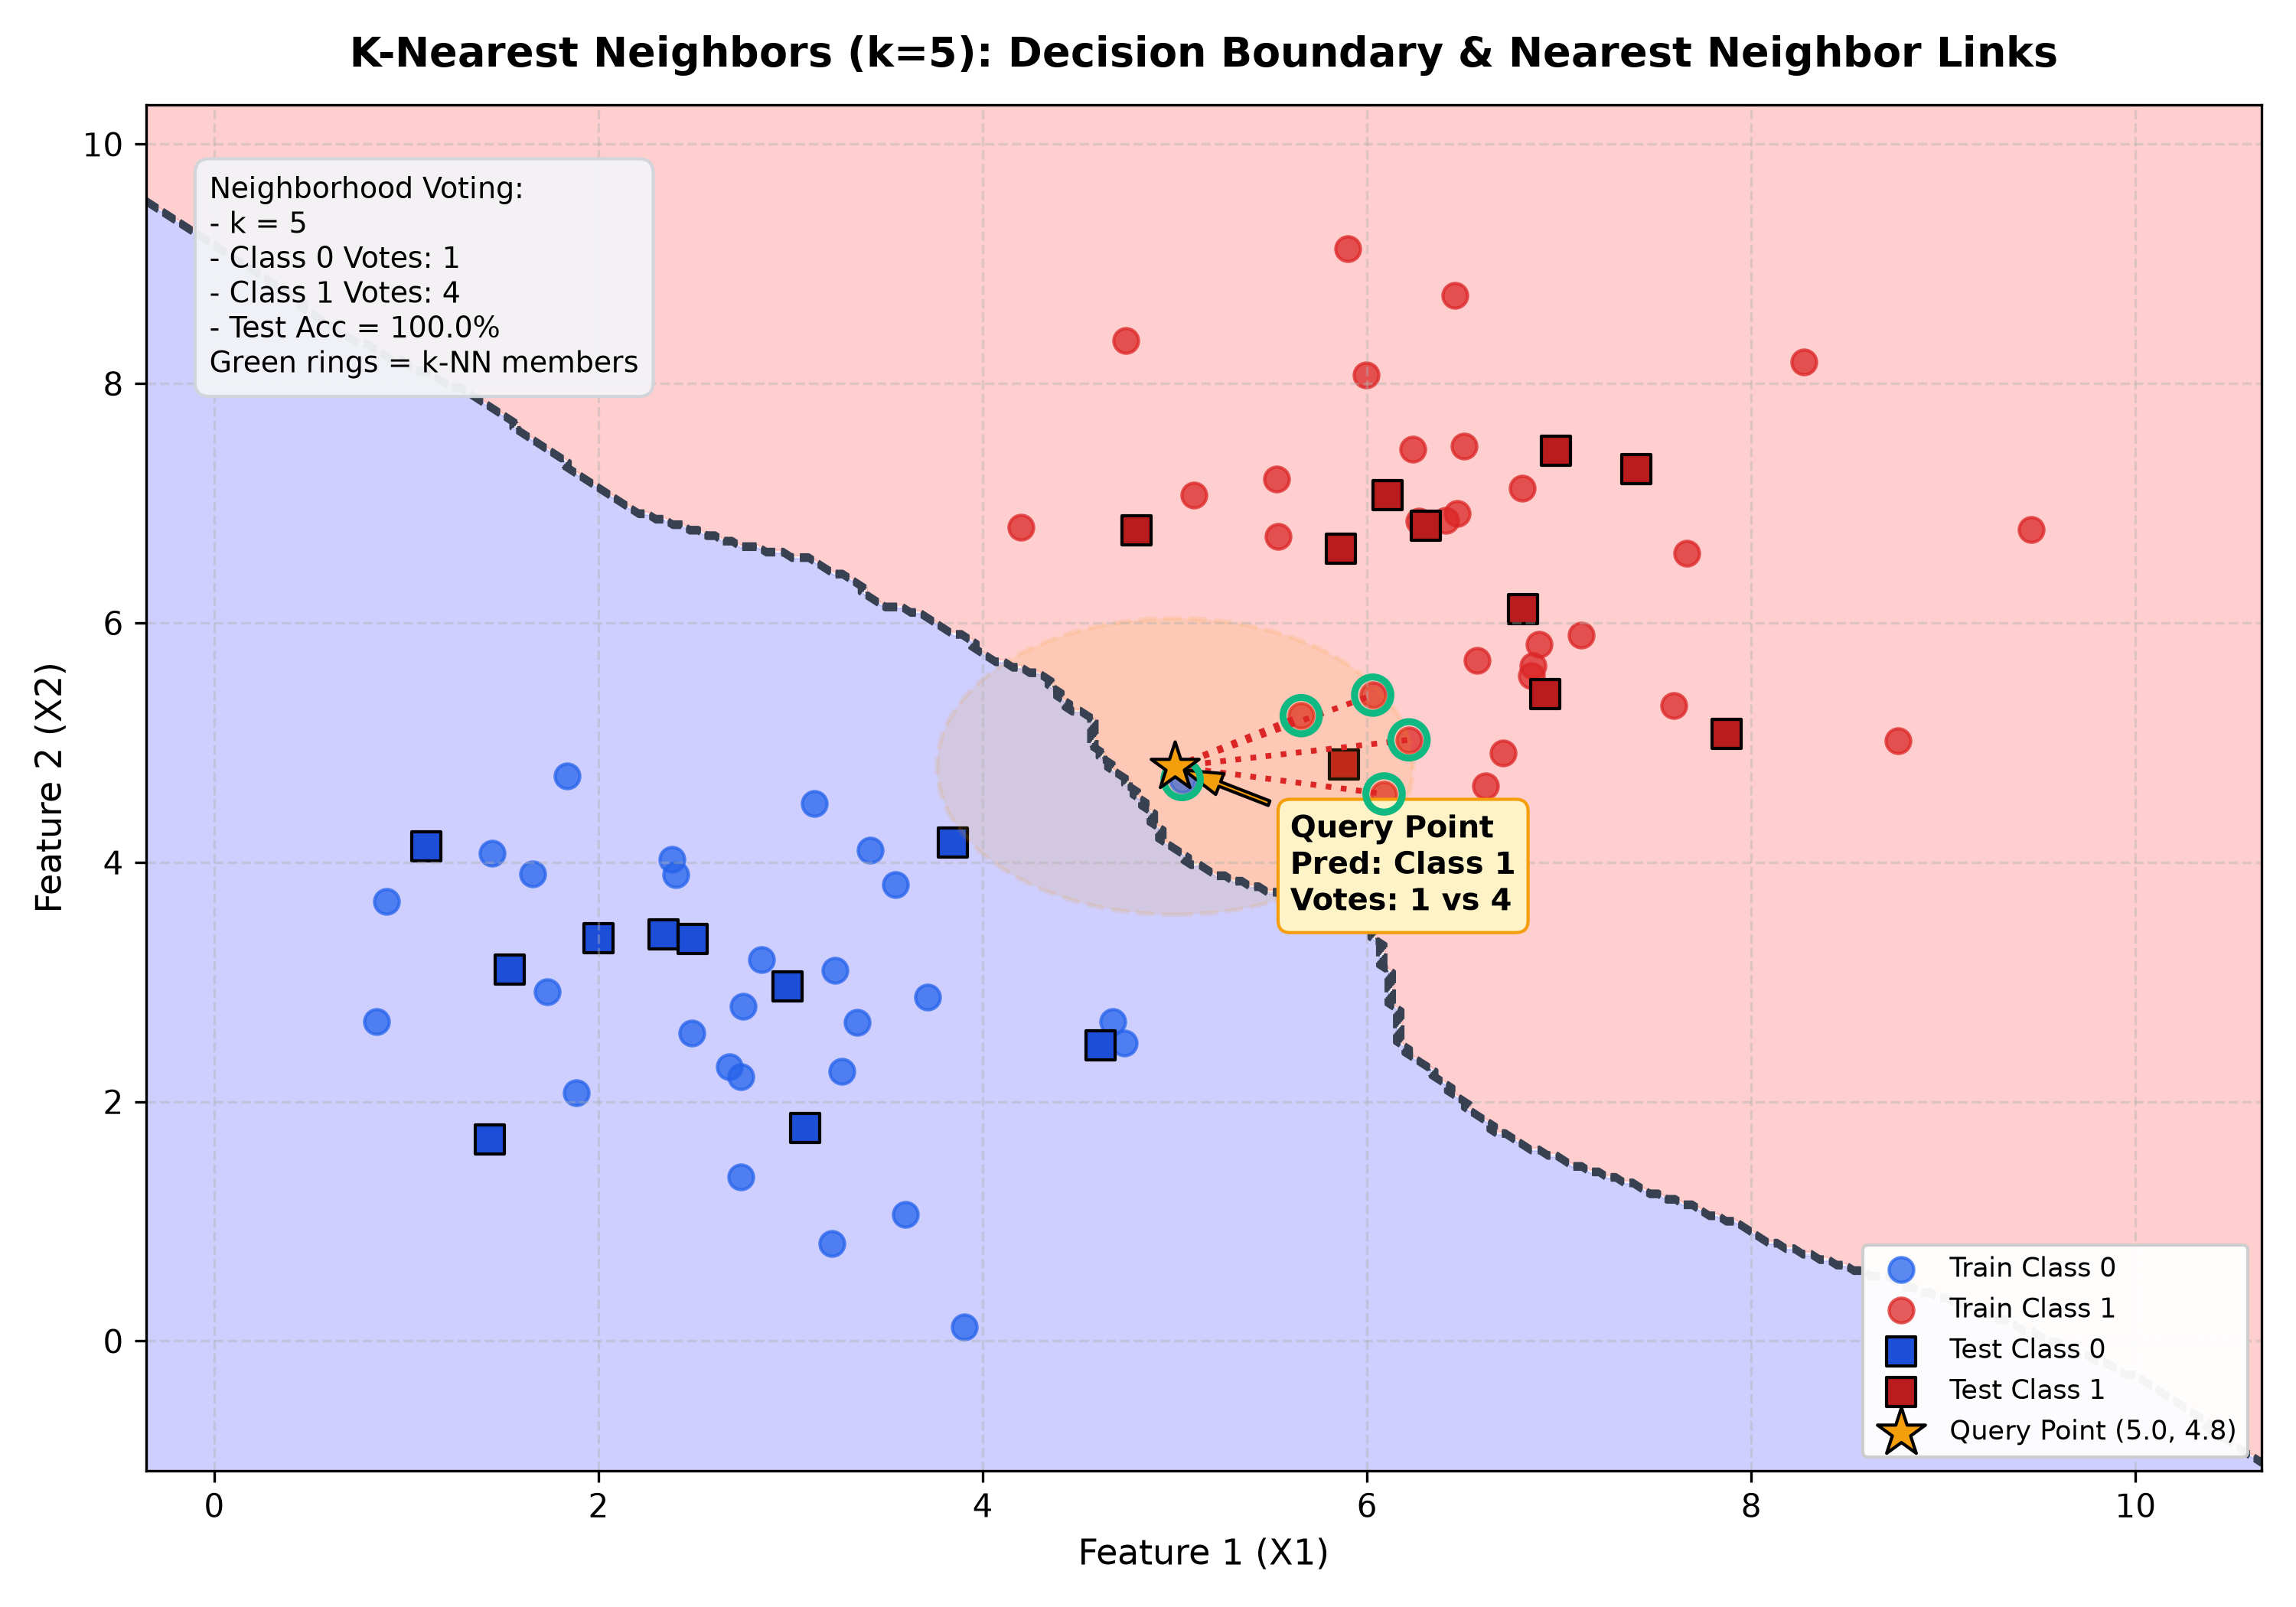 K-Nearest Neighbors (k=5): Decision Boundary & Nearest Neighbor Links
Neighborhood Voting:
- k = 5
- Class 0 Votes: 1
- Class 1 Votes: 4
- Test Acc = 100.0%
Green rings = k-NN members
Query Point
Pred: Class 1
Votes: 1 vs 4
Train Class 0
Train Class 1
Test Class 0
Test Class 1
Query Point (5.0, 4.8)
10
8
6
4
2
0
Feature 2 (X2)
0
2
4
6
8
10
Feature 1 (X1)